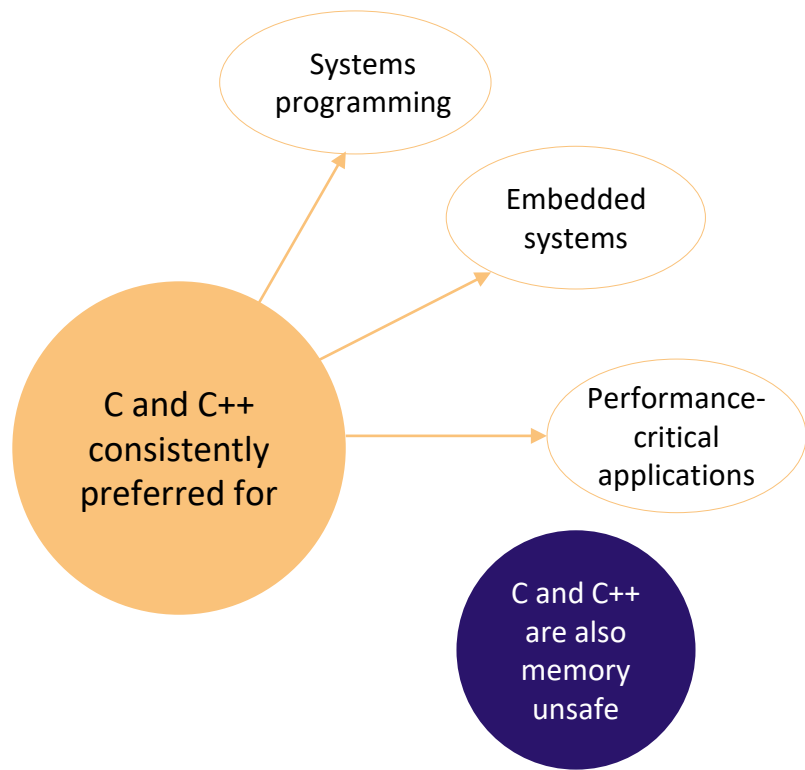 Systems
programming
Embedded
systems
C and C++
consistently
preferred for
Performance-
critical
applications
C and C++
are also
memory
unsafe